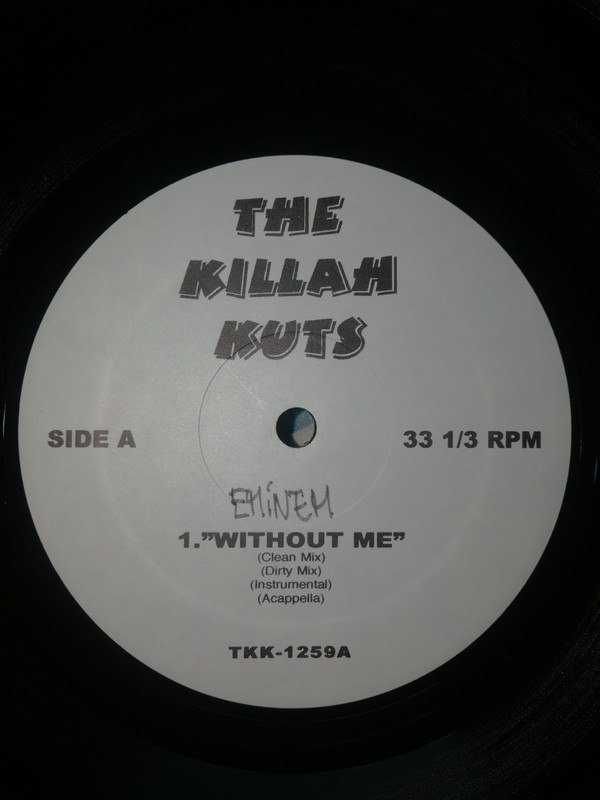 THE
KILLAH
KUTS
SIDE A
33 1/3 RPM
EMiNEM
1.”WITHOUT ME”
(Clean Mix)
(Dirty Mix)
(Instrumental)
(Acappella)
TKK-1259A